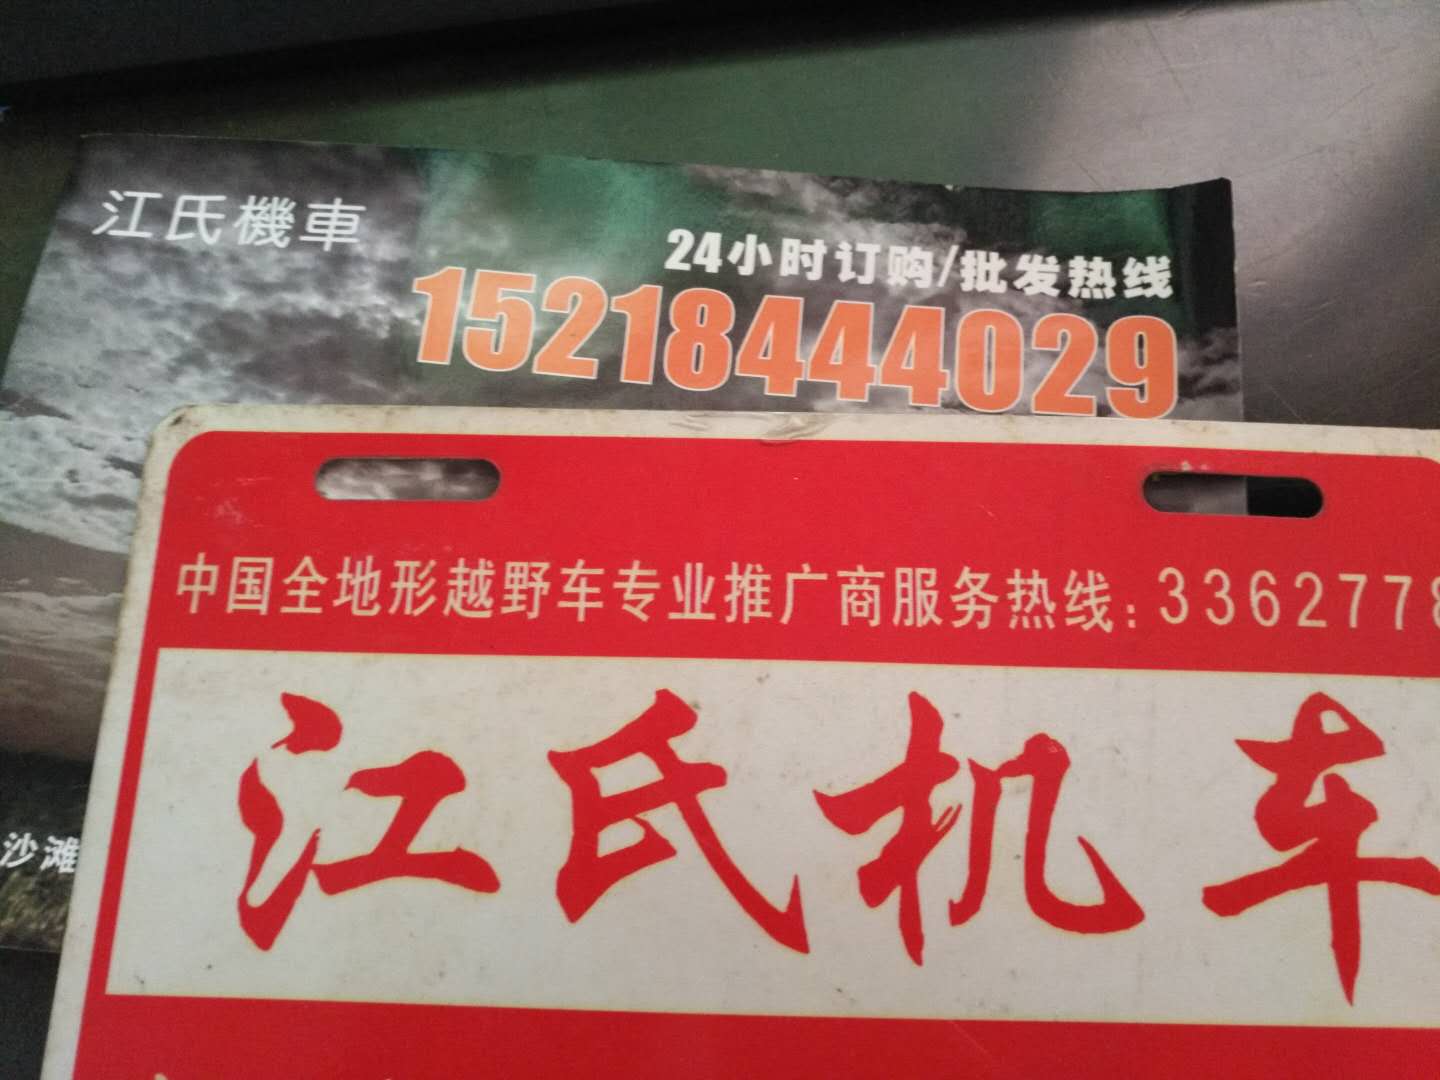 江氏機車
24小时订购/批发热线
15218444029
中国全地形越野车专业推广商服务热线:3362778
江氏机车
沙滩